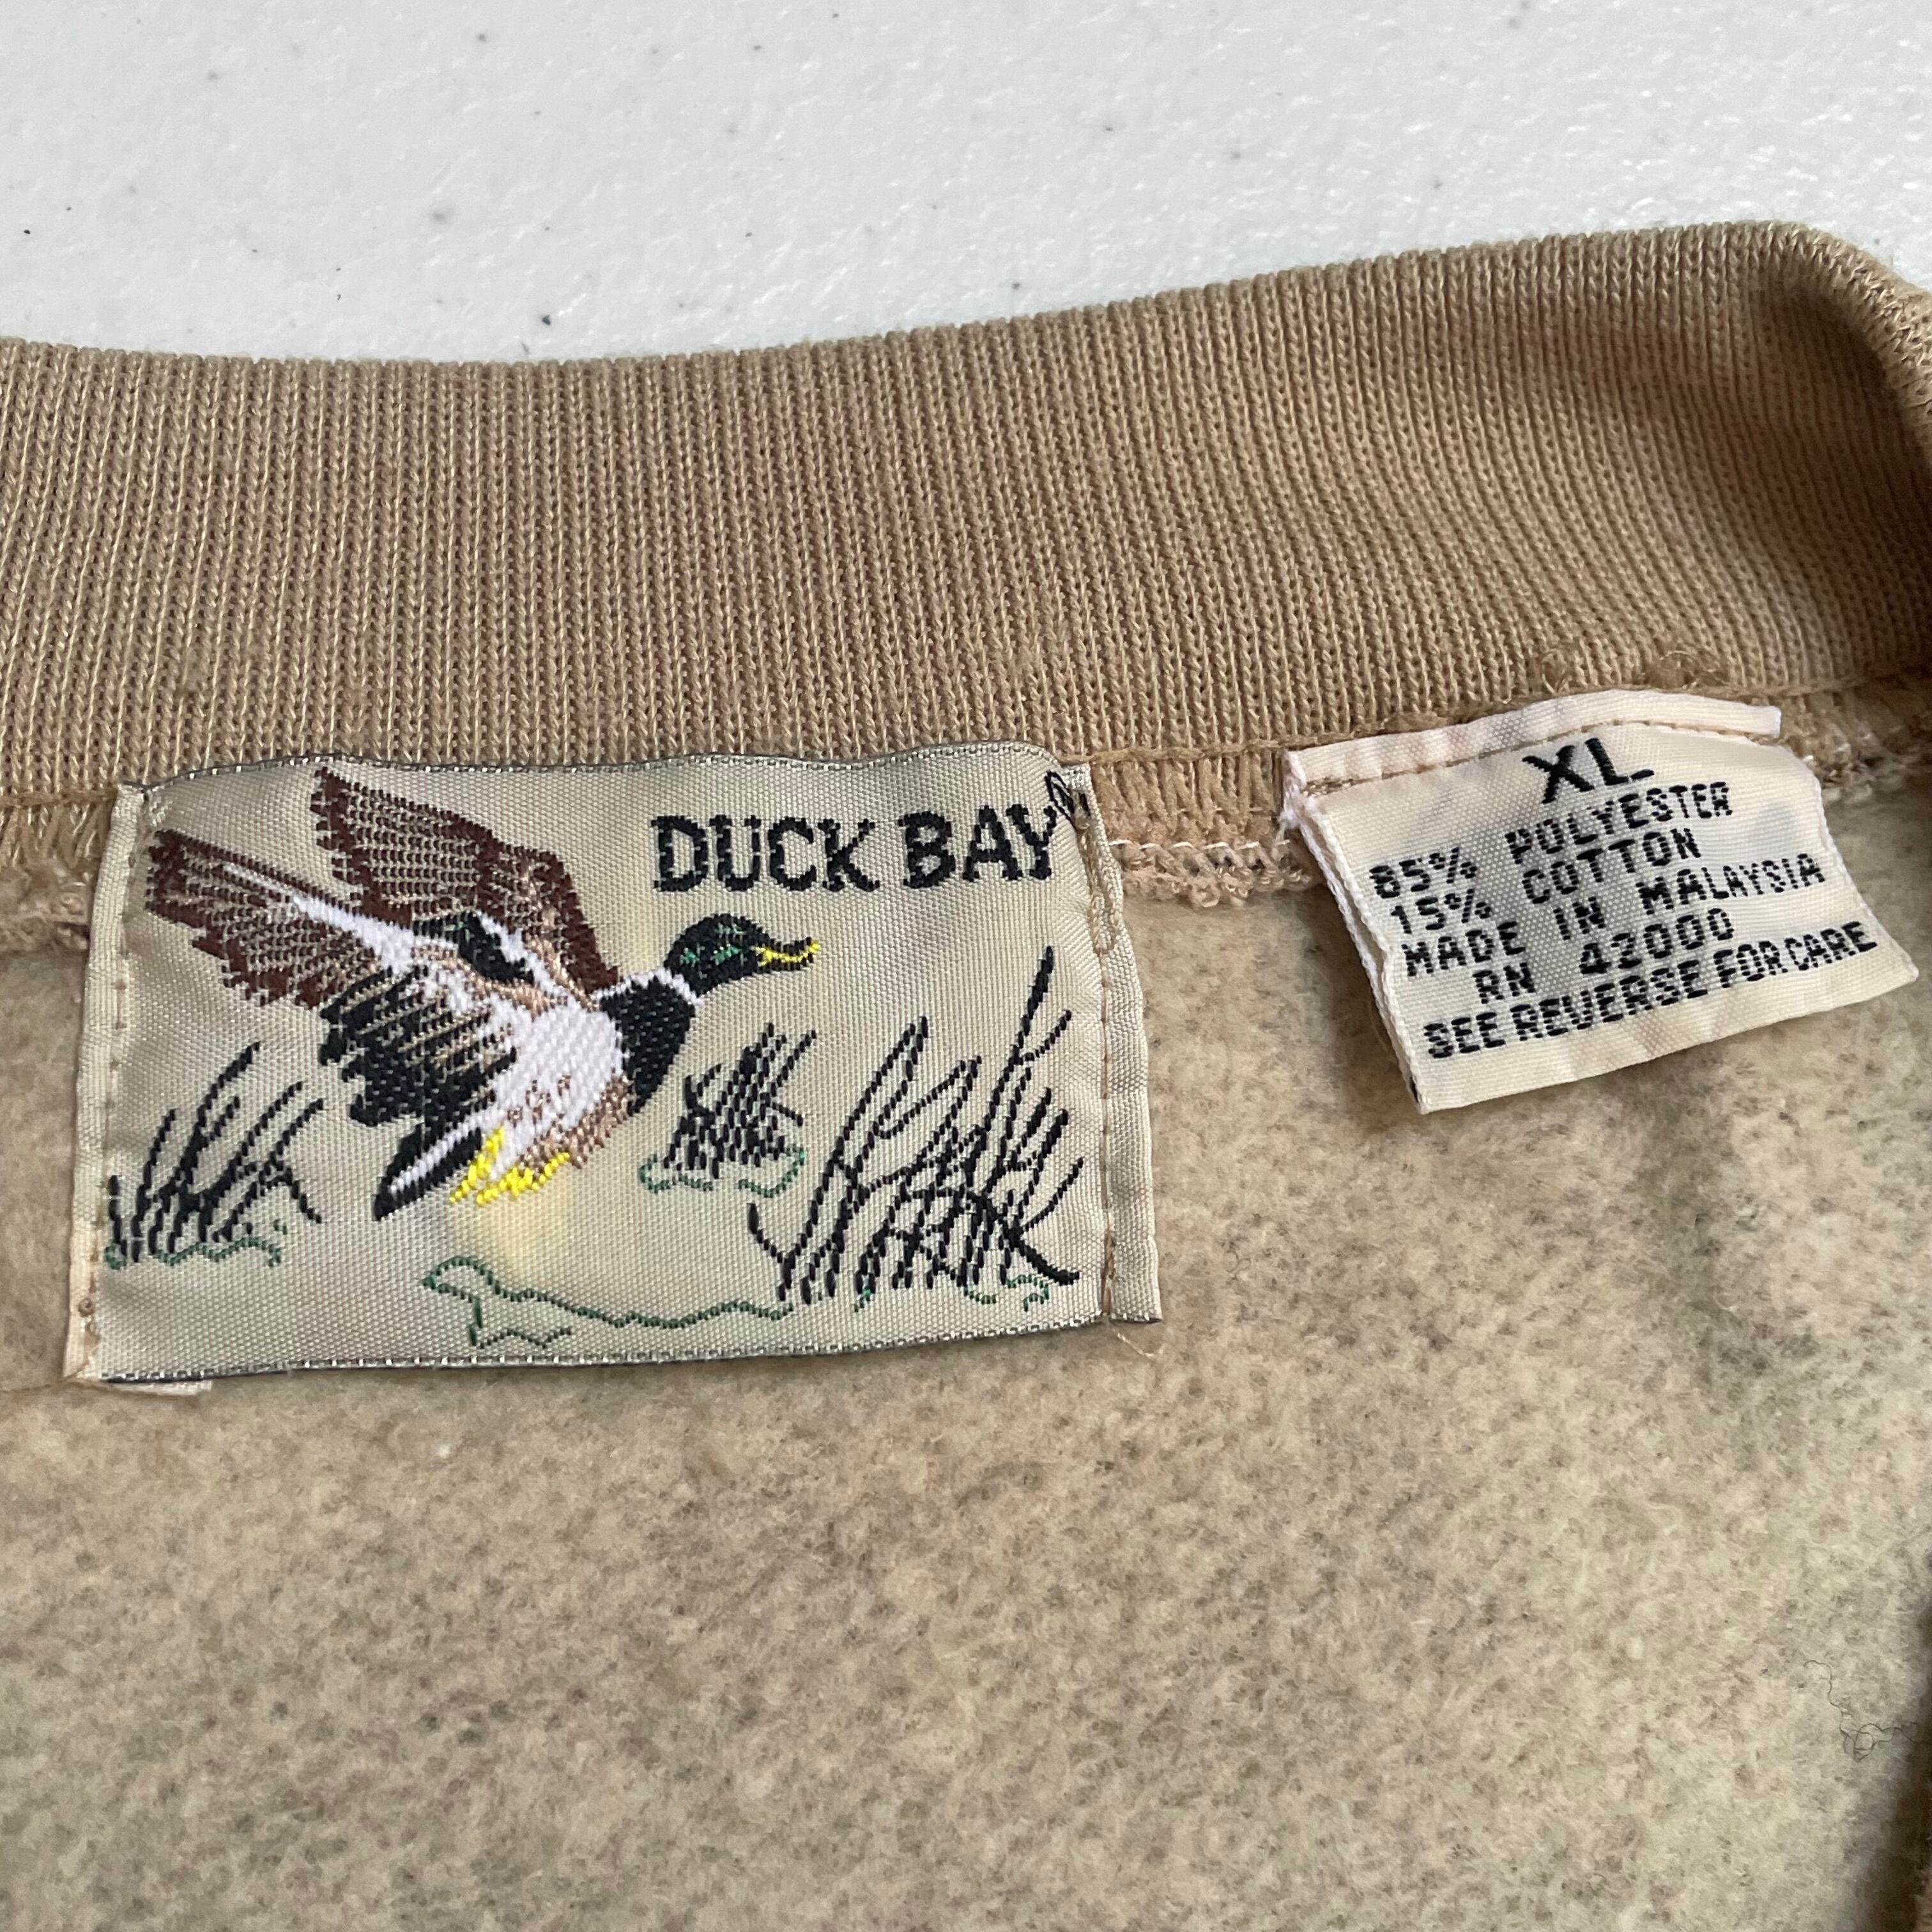 DUCK BAY
XL
85% POLYESTER
15% COTTON
MADE IN MALAYSIA
RN 42000
SEE REVERSE FOR CARE